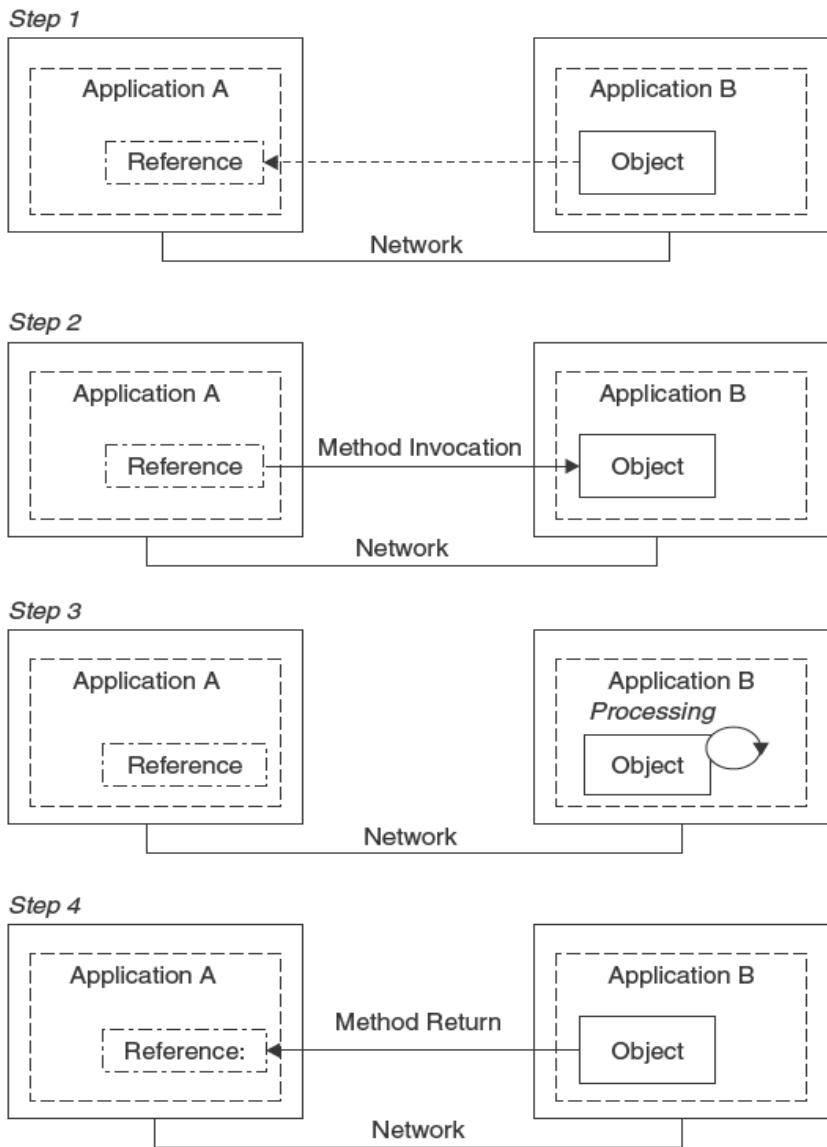 Step 1
Application A
Application B
Reference
Object
Network
Step 2
Application A
Application B
Method Invocation
Reference
Object
Network
Step 3
Application A
Application B
Processing
Reference
Object
Network
Step 4
Application A
Application B
Method Return
Reference:
Object
Network